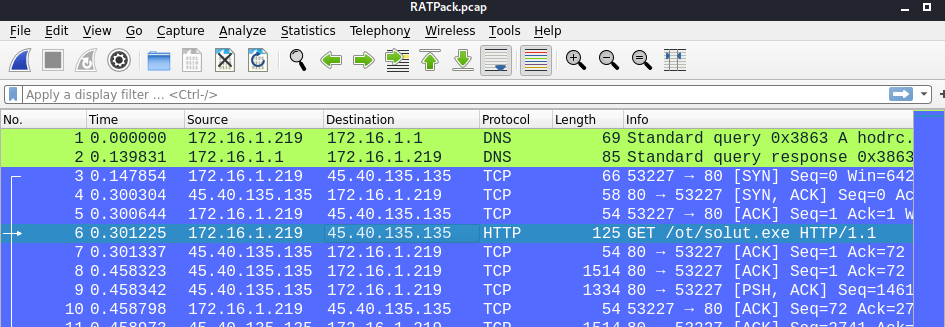 RATPack.pcap
File Edit View Go Capture Analyze Statistics Telephony Wireless Tools Help
Apply a display filter ... <Ctrl-/>
No. Time Source Destination Protocol Length Info
1 0.000000 172.16.1.219 172.16.1.1 DNS 69 Standard query 0x3863 A hodrc.
2 0.139831 172.16.1.1 172.16.1.219 DNS 85 Standard query response 0x3863
3 0.147854 172.16.1.219 45.40.135.135 TCP 66 53227 → 80 [SYN] Seq=0 Win=642
4 0.300304 45.40.135.135 172.16.1.219 TCP 58 80 → 53227 [SYN, ACK] Seq=0 Ac
5 0.300644 172.16.1.219 45.40.135.135 TCP 54 53227 → 80 [ACK] Seq=1 Ack=1 W
6 0.301225 172.16.1.219 45.40.135.135 HTTP 125 GET /ot/solut.exe HTTP/1.1
7 0.301337 45.40.135.135 172.16.1.219 TCP 54 80 → 53227 [ACK] Seq=1 Ack=72
8 0.458323 45.40.135.135 172.16.1.219 TCP 1514 80 → 53227 [ACK] Seq=1 Ack=72
9 0.458342 45.40.135.135 172.16.1.219 TCP 1334 80 → 53227 [PSH, ACK] Seq=1461
10 0.458798 172.16.1.219 45.40.135.135 TCP 54 53227 → 80 [ACK] Seq=72 Ack=27
11 0.458973 45.40.135.135 172.16.1.219 TCP 1514 80 → 53227 [ACK] Seq=2741 Ack=